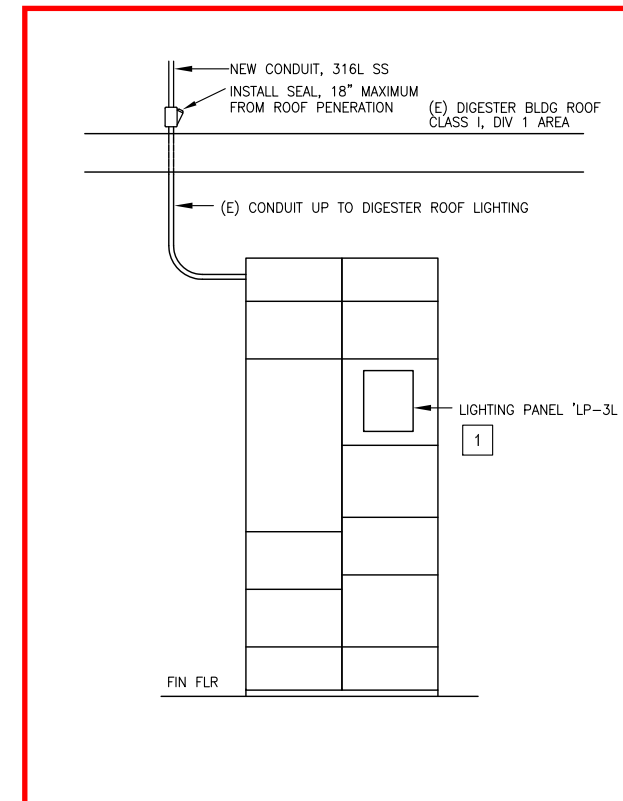 NEW CONDUIT, 316L SS
INSTALL SEAL, 18" MAXIMUM
FROM ROOF PENERATION
(E) DIGESTER BLDG ROOF
CLASS I, DIV 1 AREA
(E) CONDUIT UP TO DIGESTER ROOF LIGHTING
LIGHTING PANEL 'LP-3L
1
FIN FLR